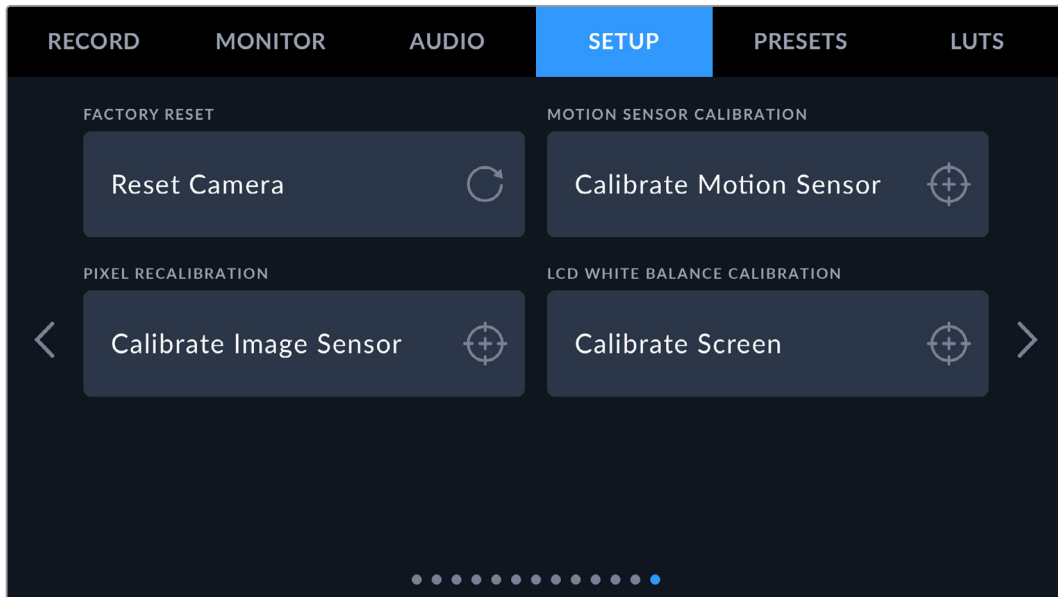 RECORD MONITOR AUDIO SETUP PRESETS LUTS
FACTORY RESET
Reset Camera
MOTION SENSOR CALIBRATION
Calibrate Motion Sensor
PIXEL RECALIBRATION
Calibrate Image Sensor
LCD WHITE BALANCE CALIBRATION
Calibrate Screen